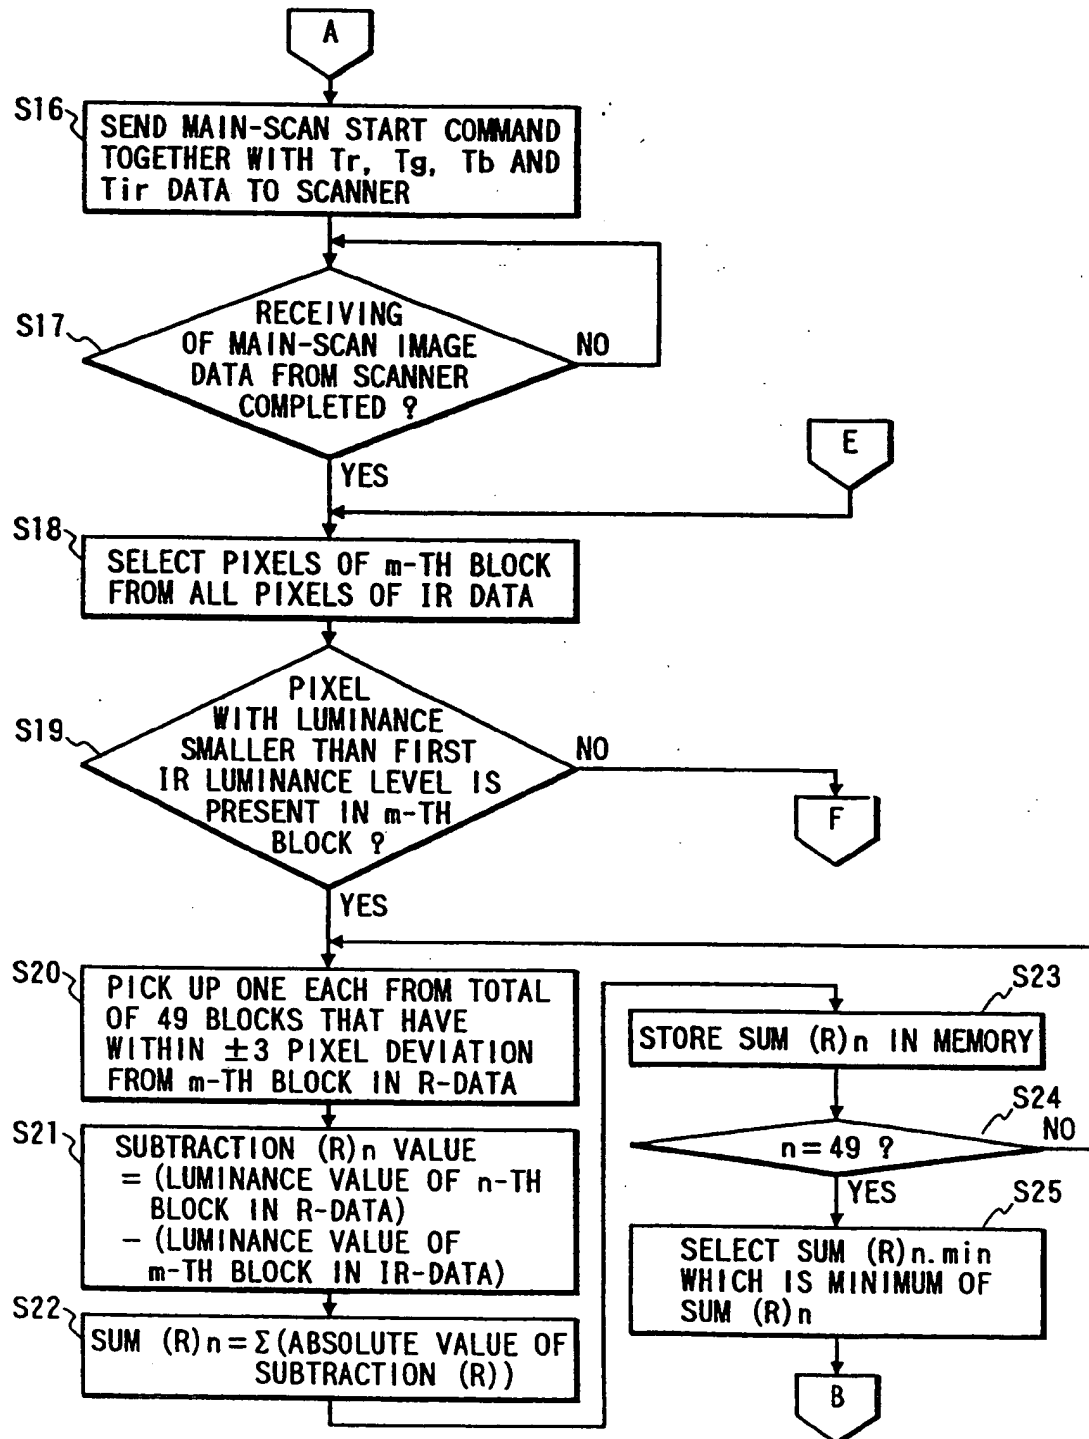 A
S16
SEND MAIN-SCAN START COMMAND
TOGETHER WITH Tr, Tg, Tb AND
Tir DATA TO SCANNER
S17
RECEIVING
OF MAIN-SCAN IMAGE
DATA FROM SCANNER
COMPLETED ?
NO
YES
E
S18
SELECT PIXELS OF m-TH BLOCK
FROM ALL PIXELS OF IR DATA
S19
PIXEL
WITH LUMINANCE
SMALLER THAN FIRST
IR LUMINANCE LEVEL IS
PRESENT IN m-TH
BLOCK ?
NO
F
YES
S20
PICK UP ONE EACH FROM TOTAL
OF 49 BLOCKS THAT HAVE
WITHIN ±3 PIXEL DEVIATION
FROM m-TH BLOCK IN R-DATA
S21
SUBTRACTION (R)n VALUE
= (LUMINANCE VALUE OF n-TH
BLOCK IN R-DATA)
− (LUMINANCE VALUE OF
m-TH BLOCK IN IR-DATA)
S22
SUM (R)n = Σ (ABSOLUTE VALUE OF
SUBTRACTION (R))
S23
STORE SUM (R)n IN MEMORY
S24
n = 49 ?
NO
YES
S25
SELECT SUM (R)n.min
WHICH IS MINIMUM OF
SUM (R)n
B